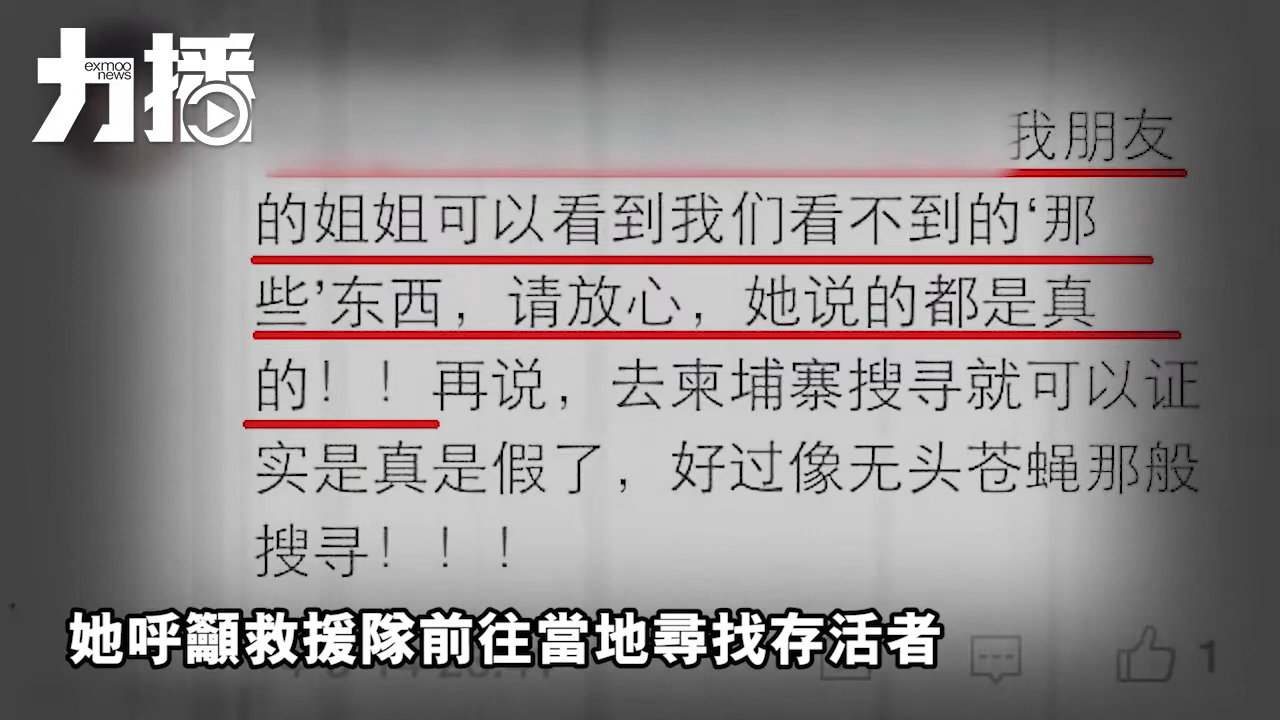 力播
exmoo
news
我朋友
的姐姐可以看到我们看不到的‘那
些’东西，请放心，她说的都是真
的！！再说，去柬埔寨搜寻就可以证
实是真是假了，好过像无头苍蝇那般
搜寻！！！
她呼籲救援隊前往當地尋找存活者
1